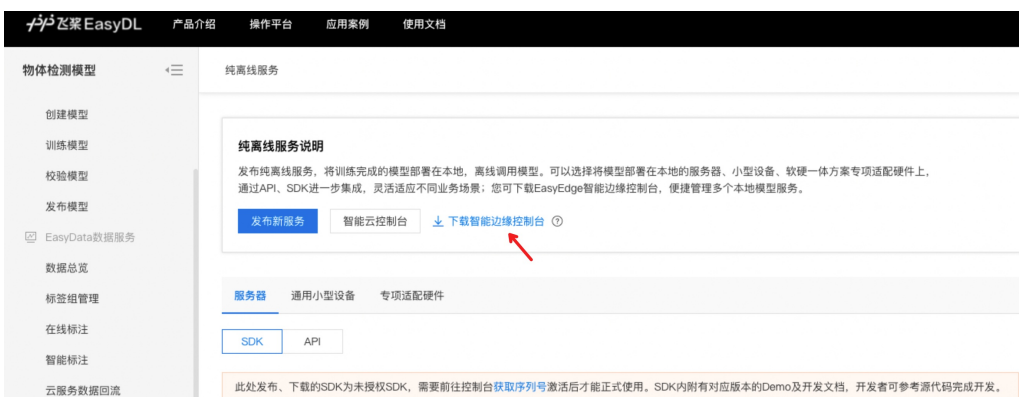 飞桨EasyDL 产品介绍 操作平台 应用案例 使用文档
物体检测模型
纯离线服务
创建模型
训练模型
校验模型
发布模型
EasyData数据服务
数据总览
标签组管理
在线标注
智能标注
云服务数据回流
纯离线服务说明
发布纯离线服务，将训练完成的模型部署在本地，离线调用模型。可以选择将模型部署在本地的服务器、小型设备、软硬一体方案专项适配硬件上，
通过API、SDK进一步集成，灵活适应不同业务场景；您可下载EasyEdge智能边缘控制台，便捷管理多个本地模型服务。
发布新服务 智能云控制台 下载智能边缘控制台 ?
服务器 通用小型设备 专项适配硬件
SDK API
此处发布、下载的SDK为未授权SDK，需要前往控制台获取序列号激活后才能正式使用。SDK内附有对应版本的Demo及开发文档，开发者可参考源代码完成开发。